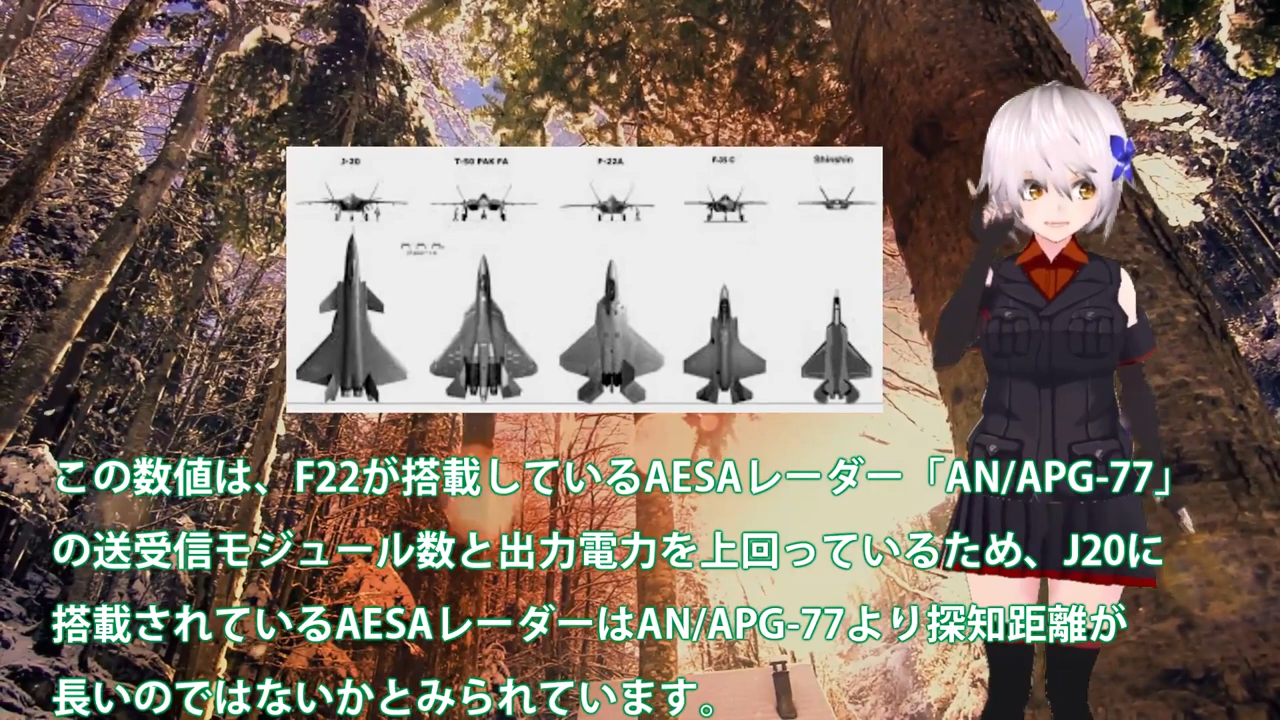 J-20 T-50 PAK FA F-22A F-35 C Shinshin
この数値は、F22が搭載しているAESAレーダー「AN/APG-77」
の送受信モジュール数と出力電力を上回っているため、J20に
搭載されているAESAレーダーはAN/APG-77より探知距離が
長いのではないかとみられています。